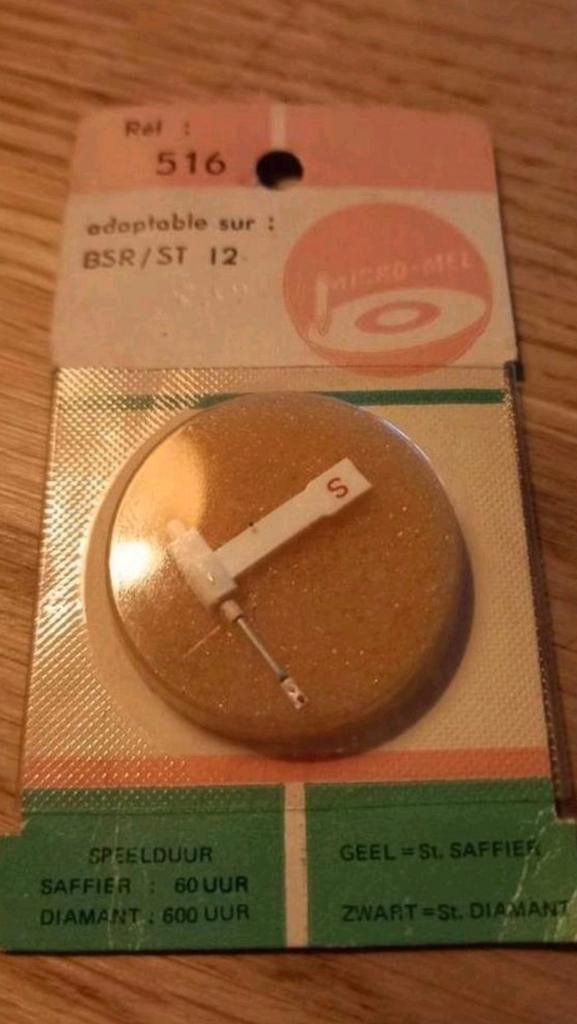 Réf :
516
adaptable sur :
BSR/ST 12
MICRO-MEL
S
SPEELDUUR
SAFFIER : 60 UUR
DIAMANT : 600 UUR
GEEL = St. SAFFIER
ZWART = St. DIAMANT